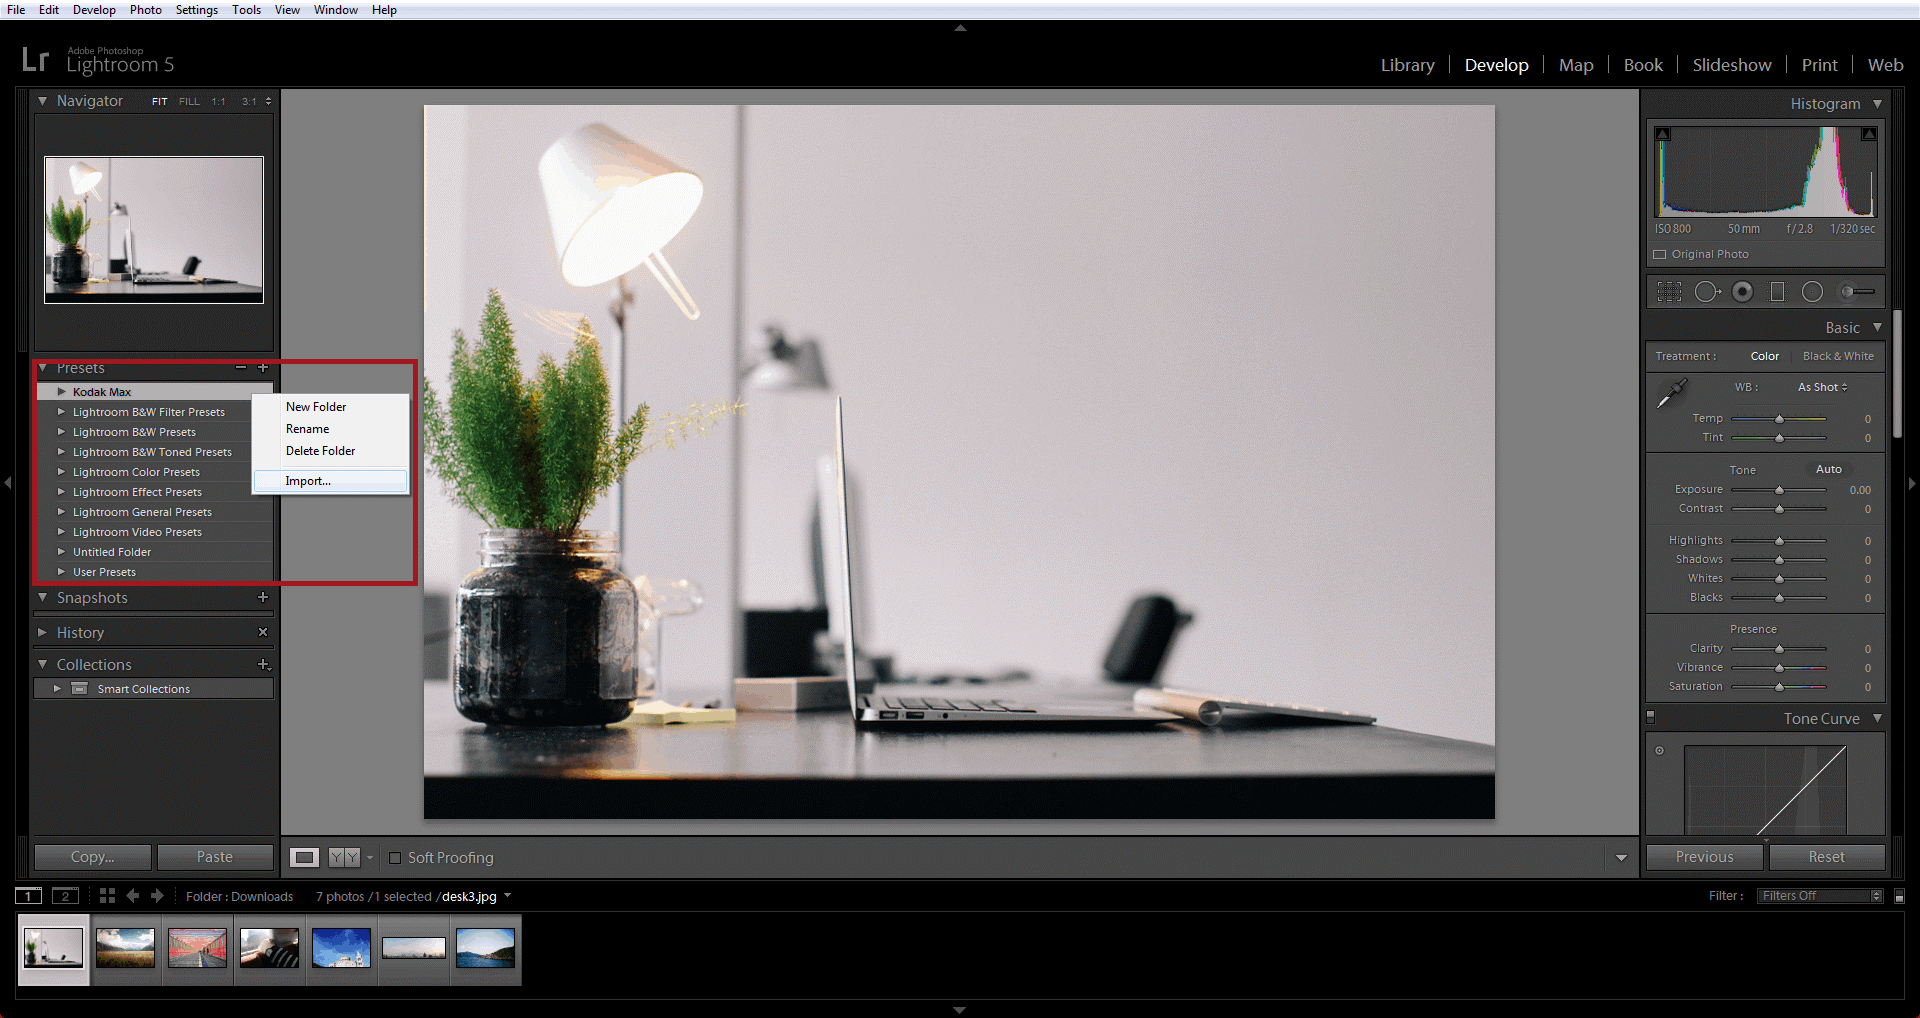 File Edit Develop Photo Settings Tools View Window Help
Lr Adobe Photoshop
Lightroom 5
Library Develop Map Book Slideshow Print Web
Navigator FIT FILL 1:1 3:1
Presets
Kodak Max
Lightroom B&W Filter Presets
Lightroom B&W Presets
Lightroom B&W Toned Presets
Lightroom Color Presets
Lightroom Effect Presets
Lightroom General Presets
Lightroom Video Presets
Untitled Folder
User Presets
New Folder
Rename
Delete Folder
Import...
Snapshots
History
Collections
Smart Collections
Copy... Paste
YY Soft Proofing
Histogram
ISO 800 50 mm f / 2.8 1/320 sec
Original Photo
Basic
Treatment : Color Black & White
WB : As Shot
Temp 0
Tint 0
Tone Auto
Exposure 0.00
Contrast 0
Highlights 0
Shadows 0
Whites 0
Blacks 0
Presence
Clarity 0
Vibrance 0
Saturation 0
Tone Curve
Previous Reset
1 2 Folder : Downloads 7 photos /1 selected /desk3.jpg Filter : Filters Off